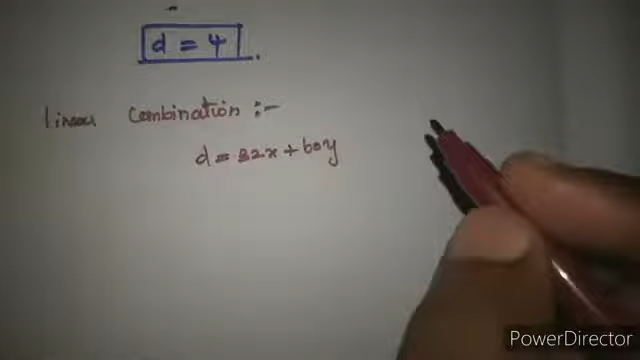 d = 4
Linear Combination :-
d = 32x + 60y
PowerDirector